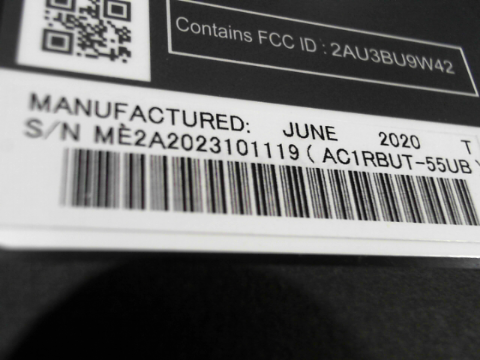 Contains FCC ID : 2AU3BU9W42
MANUFACTURED: JUNE 2020 T
S/N ME2A2023101119 ( AC1RBUT-55UB